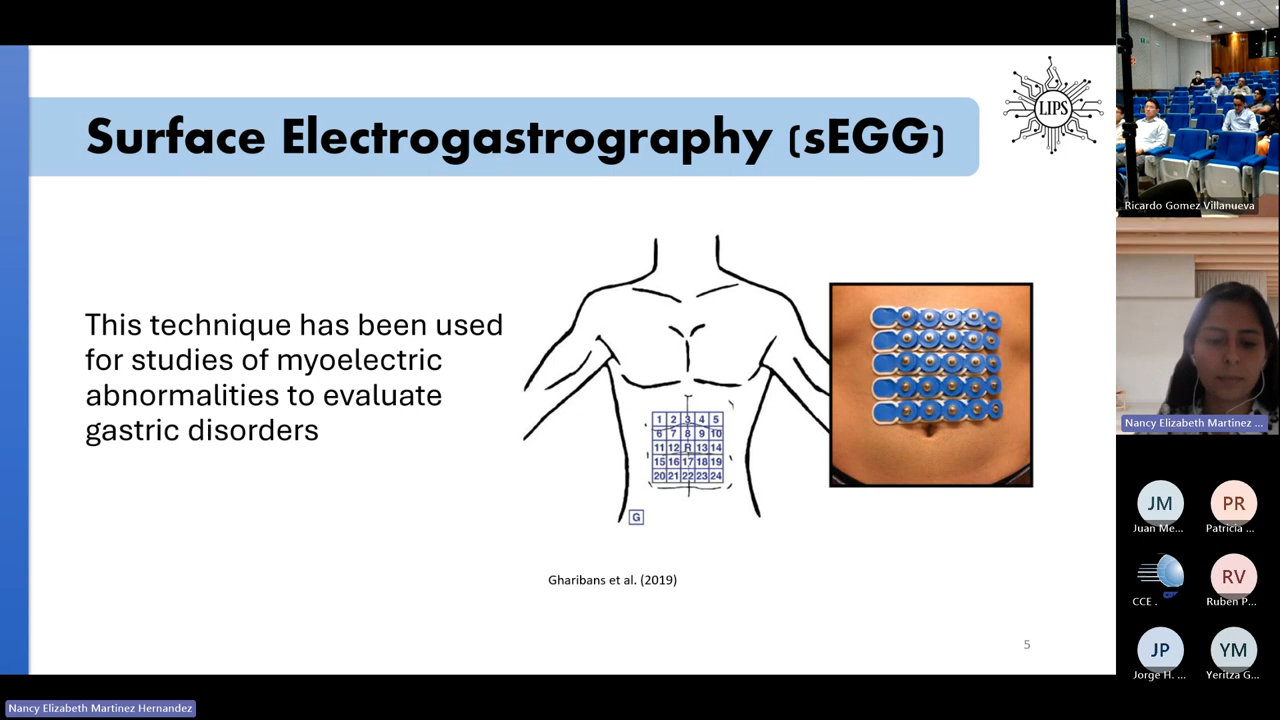 Surface Electrogastrography (sEGG)
LIPS
This technique has been used
for studies of myoelectric
abnormalities to evaluate
gastric disorders
1 2 3 4 5
6 7 8 9 10
11 12 R 13 14
15 16 17 18 19
20 21 22 23 24
G
Gharibans et al. (2019)
5
Ricardo Gomez Villanueva
Nancy Elizabeth Martinez ...
JM
PR
Juan Me...
Patricia ...
RV
CCE .
Ruben P...
JP
YM
Jorge H. ...
Yeritza G...
Nancy Elizabeth Martinez Hernandez